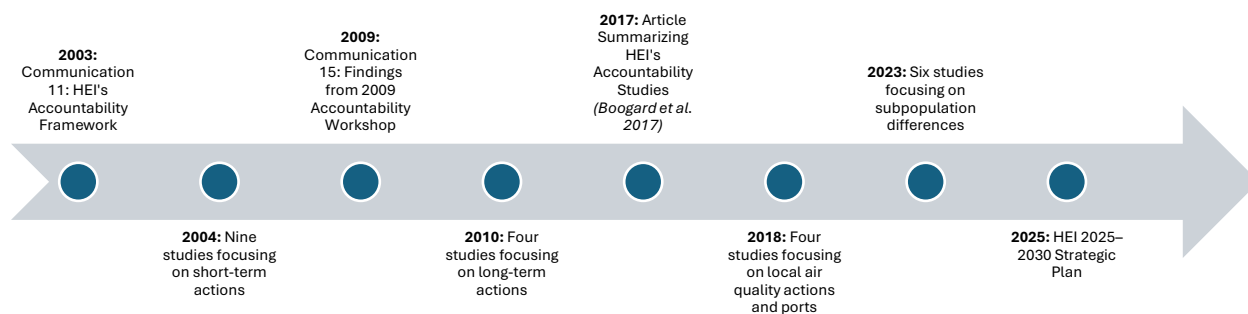 2003:
Communication
11: HEI's
Accountability
Framework
2004: Nine
studies focusing
on short-term
actions
2009:
Communication
15: Findings
from 2009
Accountability
Workshop
2010: Four
studies focusing
on long-term
actions
2017: Article
Summarizing
HEI's
Accountability
Studies
(Boogard et al.
2017)
2018: Four
studies focusing
on local air
quality actions
and ports
2023: Six studies
focusing on
subpopulation
differences
2025: HEI 2025–
2030 Strategic
Plan